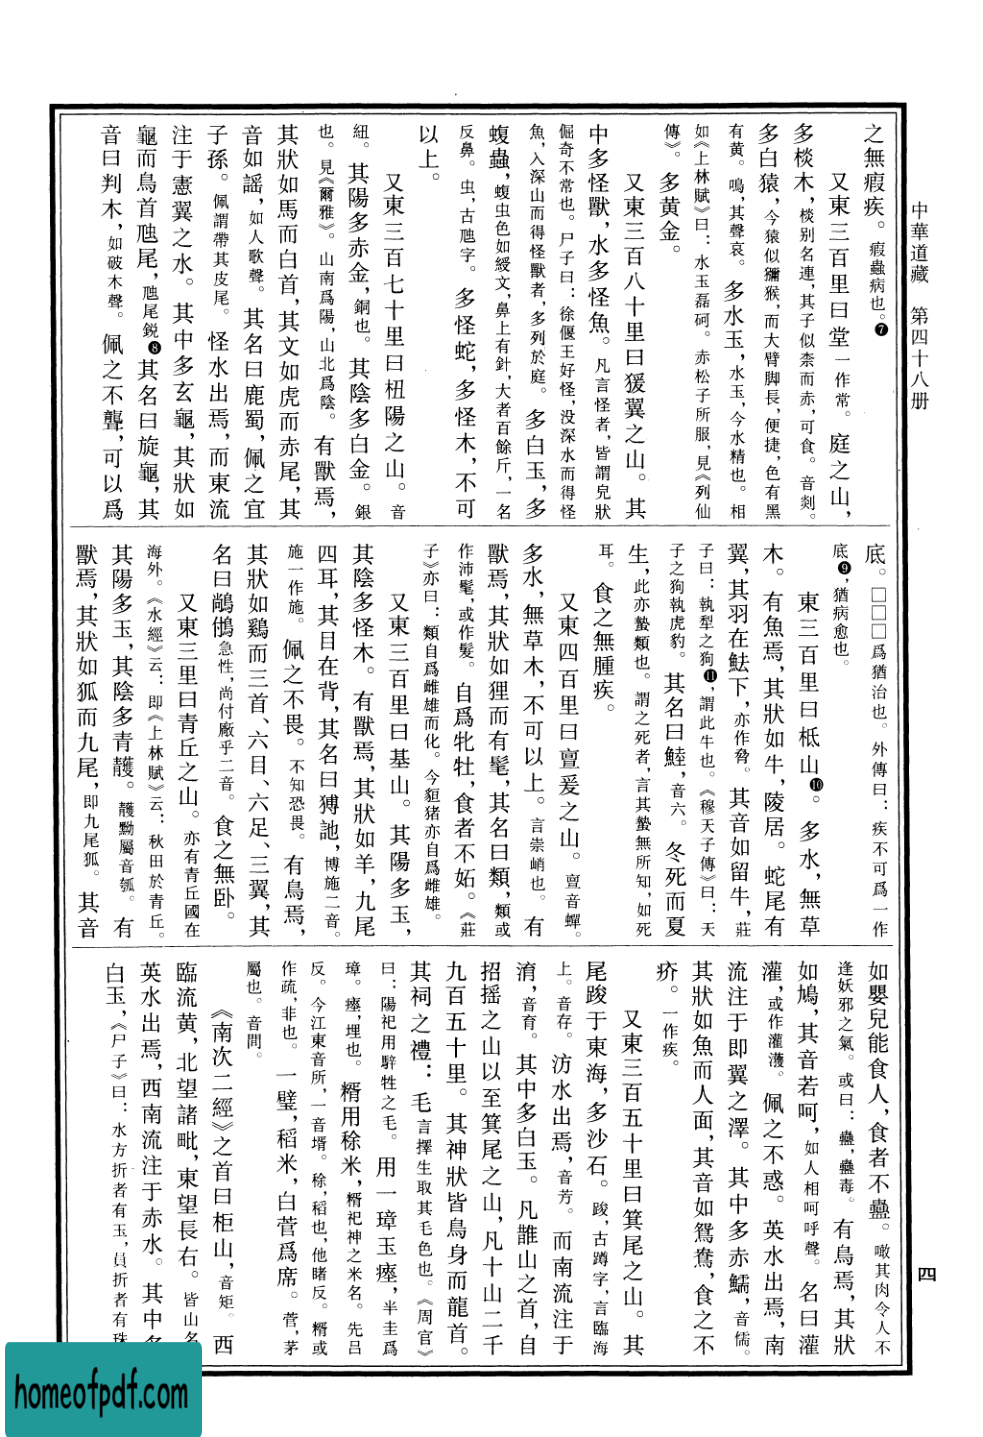 中華道藏　第四十八册
四
之無瑕疾。瑕蟲病也。❼
又東三百里曰堂一作常。庭之山，
多棪木，棪别名連，其子似柰而赤，可食。音剡。
多白猿，今猿似獼猴，而大臂脚長，便捷，色有黑
有黄。鳴，其聲哀。多水玉，水玉，今水精也。相
如《上林賦》曰：水玉磊砢。赤松子所服，見《列仙
傳》。多黄金。
又東三百八十里曰猨翼之山。其
中多怪獸，水多怪魚。凡言怪者，皆謂皃狀
倔奇不常也。尸子曰：徐偃王好怪，没深水而得怪
魚，入深山而得怪獸者，多列於庭。多白玉，多
蝮蟲，蝮虫色如綬文，鼻上有針，大者百餘斤，一名
反鼻。虫，古虺字。多怪蛇，多怪木，不可
以上。
又東三百七十里曰杻陽之山。音
紐。其陽多赤金，銅也。其陰多白金。銀
也。見《爾雅》。山南爲陽，山北爲陰。有獸焉，
其狀如馬而白首，其文如虎而赤尾，其
音如謡，如人歌聲。其名曰鹿蜀，佩之宜
子孫。佩謂帶其皮尾。怪水出焉，而東流
注于憲翼之水。其中多玄龜，其狀如
龜而鳥首虺尾，虺尾鋭❽其名曰旋龜，其
音曰判木，如破木聲。佩之不聾，可以爲
底。□□□爲猶治也。外傳曰：疾不可爲一作
底❾，猶病愈也。
東三百里曰柢山❿。多水，無草
木。有魚焉，其狀如牛，陵居。蛇尾有
翼，其羽在魼下，亦作脅。其音如留牛，莊
子曰：執犁之狗⓫，謂此牛也。《穆天子傳》曰：天
子之狗執虎豹。其名曰鯥，音六。冬死而夏
生，此亦蟄類也。謂之死者，言其蟄無所知，如死
耳。食之無腫疾。
又東四百里曰亶爰之山。亶音蟬。
多水，無草木，不可以上。言崇峭也。有
獸焉，其狀如狸而有髦，其名曰類，類或
作沛髦，或作髮。自爲牝牡，食者不妬。《莊
子》亦曰：類自爲雌雄而化。今貆猪亦自爲雌雄。
又東三百里曰基山。其陽多玉，
其陰多怪木。有獸焉，其狀如羊，九尾
四耳，其目在背，其名曰猼訑，博施二音。
施一作施。佩之不畏。不知恐畏。有鳥焉，
其狀如鷄而三首、六目、六足、三翼，其
名曰䳜䳡急性，尚付廠乎二音。食之無卧。
又東三里曰青丘之山。亦有青丘國在
海外。《水經》云：即《上林賦》云：秋田於青丘。
其陽多玉，其陰多青䨼。䨼黝屬音瓠。有
獸焉，其狀如狐而九尾，即九尾狐。其音
如嬰兒能食人，食者不蠱。噉其肉令人不
逢妖邪之氣。或曰：蠱，蠱毒。有鳥焉，其狀
如鳩，其音若呵，如人相呵呼聲。名曰灌
灌，或作灌濩。佩之不惑。英水出焉，南
流注于即翼之澤。其中多赤鱬，音儒。
其狀如魚而人面，其音如鴛鴦，食之不
疥。一作疾。
又東三百五十里曰箕尾之山。其
尾踆于東海，多沙石。踆，古蹲字，言臨海
上。音存。汸水出焉，音芳。而南流注于
淯，音育。其中多白玉。凡䧿山之首，自
招摇之山以至箕尾之山，凡十山二千
九百五十里。其神狀皆鳥身而龍首。
其祠之禮：毛言擇生取其毛色也。《周官》
曰：陽祀用騂牲之毛。用一璋玉瘞，半圭爲
璋。瘞，埋也。糈用稌米，糈祀神之米名。先吕
反。今江東音所，一音壻。稌，稻也，他睹反。糈或
作疏，非也。一璧，稻米，白菅爲席。菅，茅
屬也。音間。
《南次二經》之首曰柜山，音矩。西
臨流黄，北望諸毗，東望長右。皆山名
英水出焉，西南流注于赤水。其中多
白玉，《尸子》曰：水方折者有玉，員折者有珠
homeofpdf.com